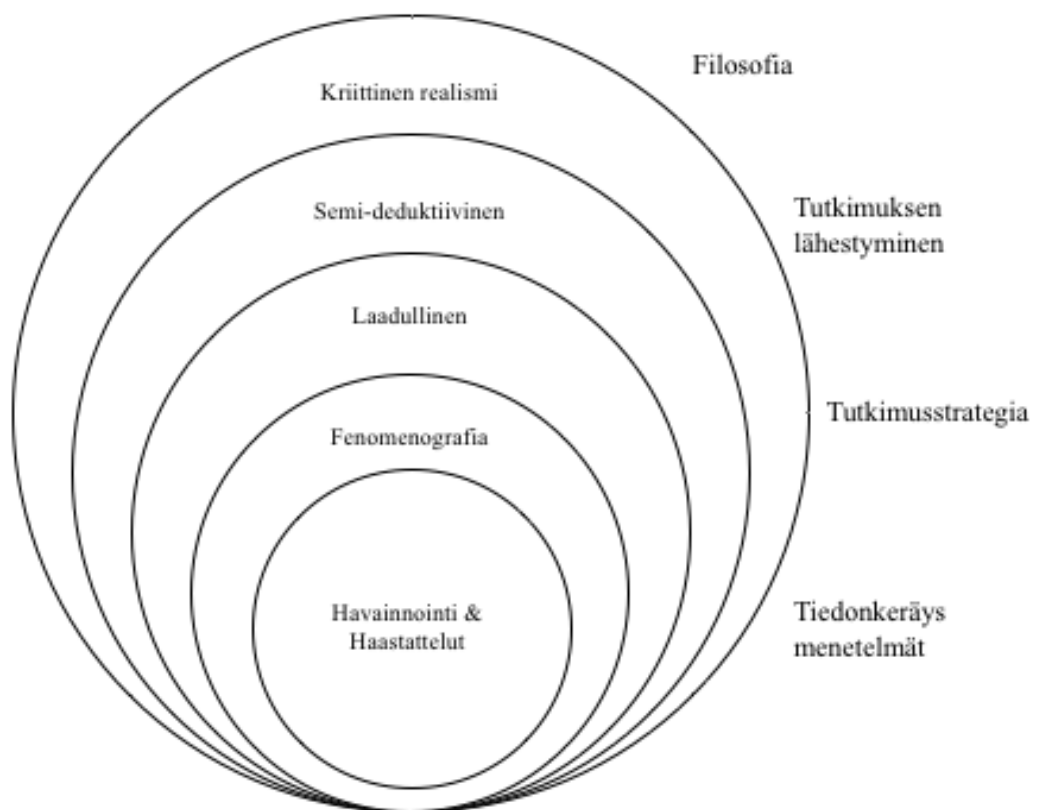 Filosofia
Kriittinen realismi
Tutkimuksen
lähestyminen
Semi-deduktiivinen
Laadullinen
Tutkimusstrategia
Fenomenografia
Havainnointi &
Haastattelut
Tiedonkeräys
menetelmät